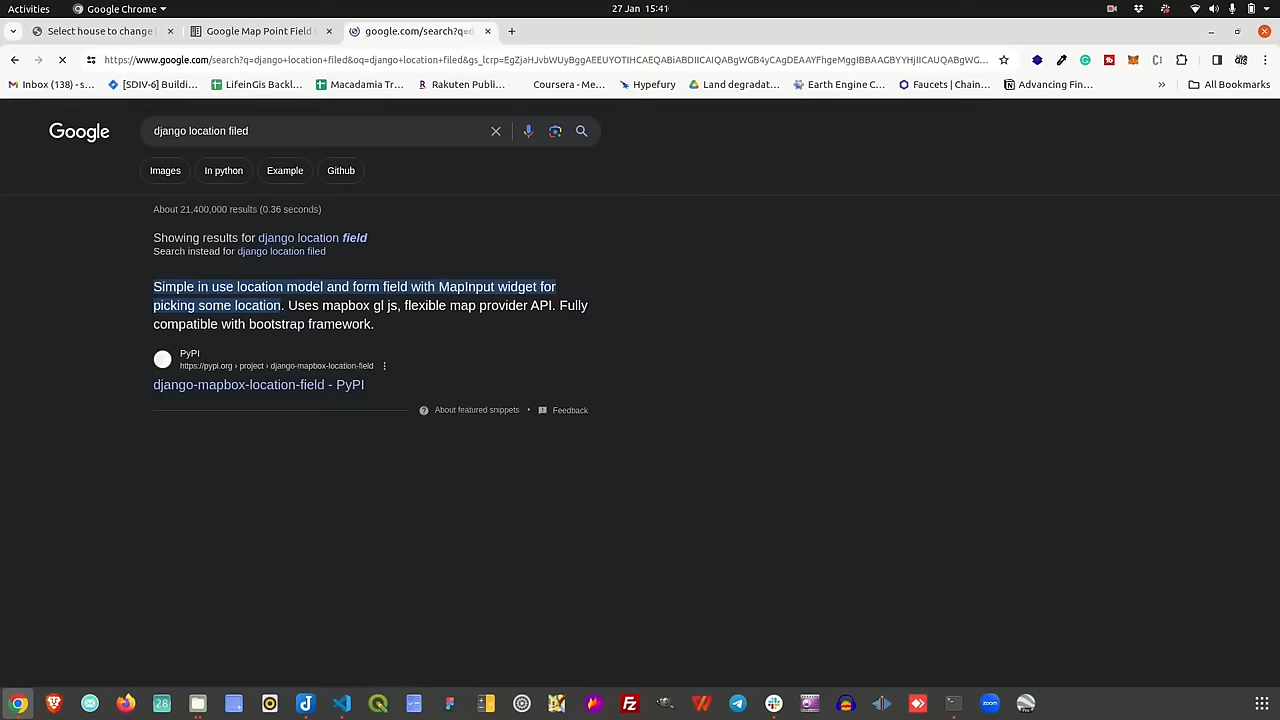 Activities
Google Chrome
27 Jan 15:41
Select house to change
Google Map Point Field
google.com/search?q=d
https://www.google.com/search?q=django+location+filed&oq=django+location+filed&gs_lcrp=EgZjaHJvbWUyBggAEEUYOTIHCAEQABiABDIICAIQABgWGB4yCAgDEAAYFhgeMggIBBAAGBYYHjIICAUQABgWG...
Inbox (138) - s...
[SDIV-6] Buildi...
LifeinGis Backl...
Macadamia Tr...
Rakuten Publi...
Coursera - Me...
Hypefury
Land degradat...
Earth Engine C...
Faucets | Chain...
Advancing Fin...
All Bookmarks
Google
django location filed
Images
In python
Example
Github
About 21,400,000 results (0.36 seconds)
Showing results for django location field
Search instead for django location filed
Simple in use location model and form field with MapInput widget for
picking some location. Uses mapbox gl js, flexible map provider API. Fully
compatible with bootstrap framework.
PyPI
https://pypi.org › project › django-mapbox-location-field
django-mapbox-location-field - PyPI
About featured snippets
•
Feedback
28
zoom